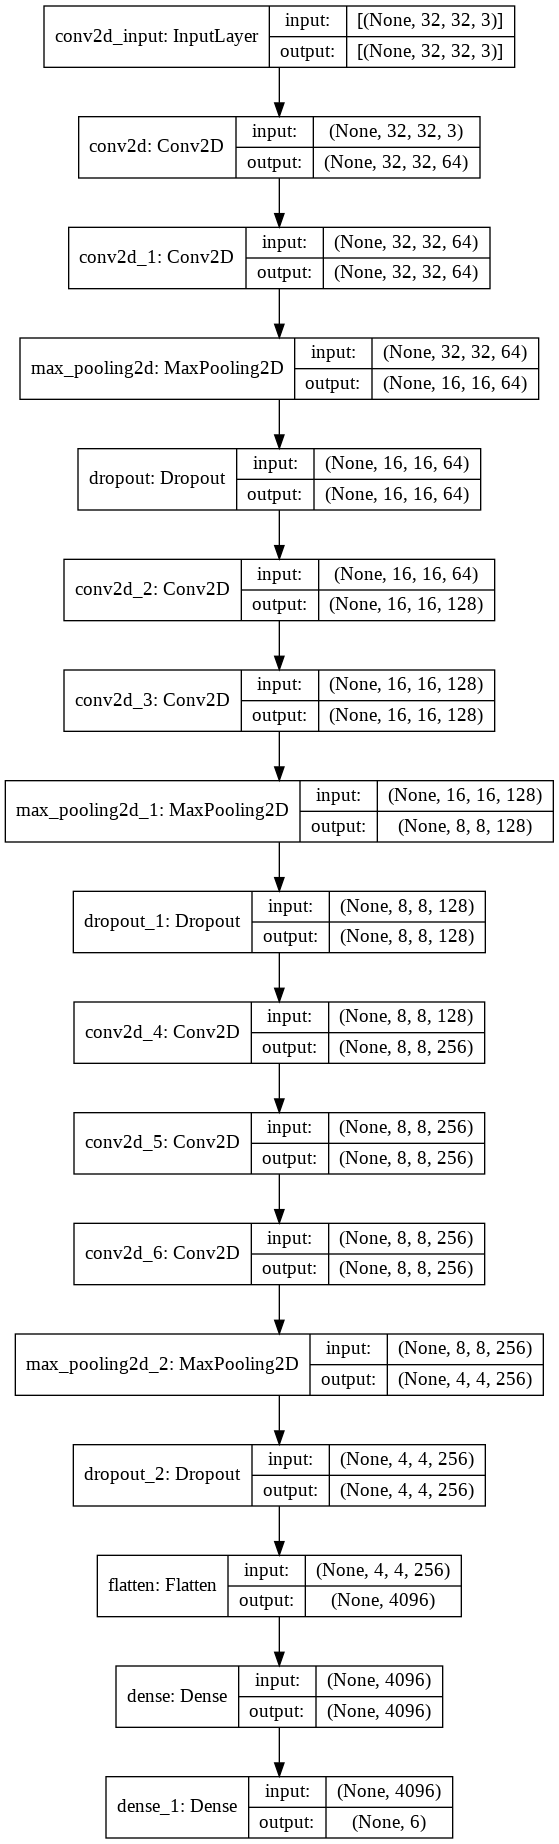 conv2d_input: InputLayer
input:
[(None, 32, 32, 3)]
output:
[(None, 32, 32, 3)]
conv2d: Conv2D
input:
(None, 32, 32, 3)
output:
(None, 32, 32, 64)
conv2d_1: Conv2D
input:
(None, 32, 32, 64)
output:
(None, 32, 32, 64)
max_pooling2d: MaxPooling2D
input:
(None, 32, 32, 64)
output:
(None, 16, 16, 64)
dropout: Dropout
input:
(None, 16, 16, 64)
output:
(None, 16, 16, 64)
conv2d_2: Conv2D
input:
(None, 16, 16, 64)
output:
(None, 16, 16, 128)
conv2d_3: Conv2D
input:
(None, 16, 16, 128)
output:
(None, 16, 16, 128)
max_pooling2d_1: MaxPooling2D
input:
(None, 16, 16, 128)
output:
(None, 8, 8, 128)
dropout_1: Dropout
input:
(None, 8, 8, 128)
output:
(None, 8, 8, 128)
conv2d_4: Conv2D
input:
(None, 8, 8, 128)
output:
(None, 8, 8, 256)
conv2d_5: Conv2D
input:
(None, 8, 8, 256)
output:
(None, 8, 8, 256)
conv2d_6: Conv2D
input:
(None, 8, 8, 256)
output:
(None, 8, 8, 256)
max_pooling2d_2: MaxPooling2D
input:
(None, 8, 8, 256)
output:
(None, 4, 4, 256)
dropout_2: Dropout
input:
(None, 4, 4, 256)
output:
(None, 4, 4, 256)
flatten: Flatten
input:
(None, 4, 4, 256)
output:
(None, 4096)
dense: Dense
input:
(None, 4096)
output:
(None, 4096)
dense_1: Dense
input:
(None, 4096)
output:
(None, 6)